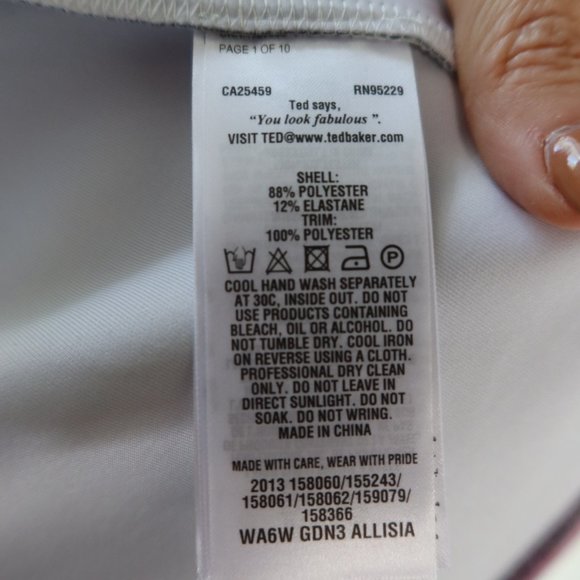 PAGE 1 OF 10
CA25459 RN95229
Ted says,
"You look fabulous ".
VISIT TED@www.tedbaker.com
SHELL:
88% POLYESTER
12% ELASTANE
TRIM:
100% POLYESTER
P
COOL HAND WASH SEPARATELY
AT 30C, INSIDE OUT. DO NOT
USE PRODUCTS CONTAINING
BLEACH, OIL OR ALCOHOL. DO
NOT TUMBLE DRY. COOL IRON
ON REVERSE USING A CLOTH.
PROFESSIONAL DRY CLEAN
ONLY. DO NOT LEAVE IN
DIRECT SUNLIGHT. DO NOT
SOAK. DO NOT WRING.
MADE IN CHINA
MADE WITH CARE, WEAR WITH PRIDE
2013 158060/155243/
158061/158062/159079/
158366
WA6W GDN3 ALLISIA